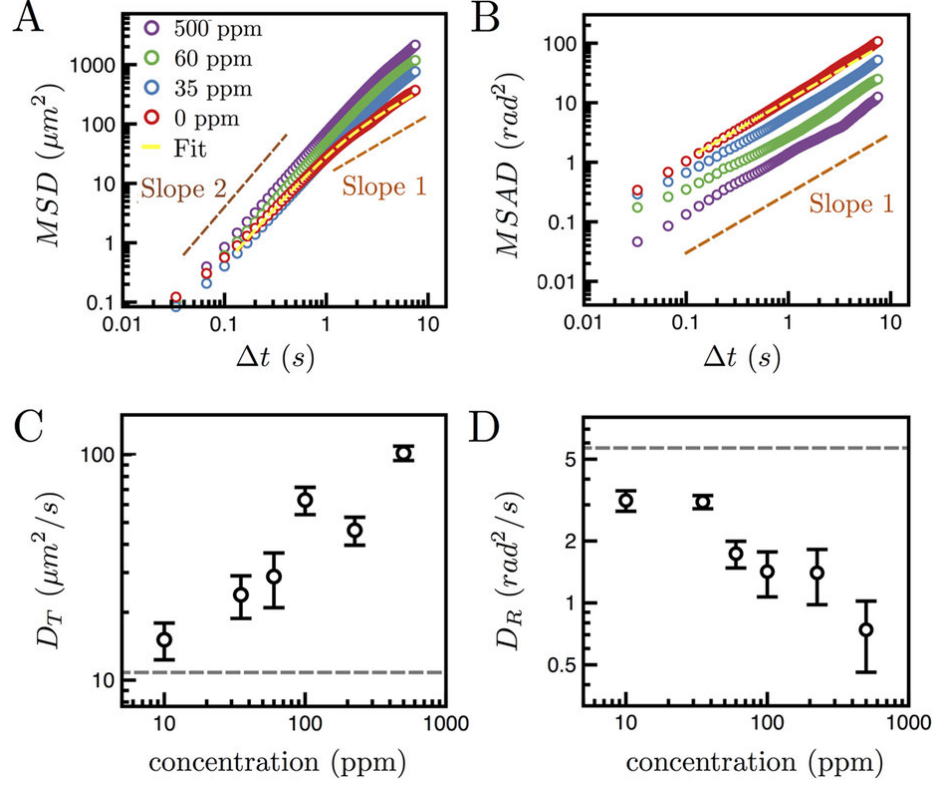 A
500 ppm
60 ppm
35 ppm
0 ppm
Fit
Slope 2
Slope 1
MSD (μm²)
1000
100
10
1
0.1
0.01 0.1 1 10
Δt (s)
B
Slope 1
MSAD (rad²)
100
10
1
0.1
0.01
0.01 0.1 1 10
Δt (s)
C
D_T (μm²/s)
100
10
10 100 1000
concentration (ppm)
D
D_R (rad²/s)
5
2
1
0.5
10 100 1000
concentration (ppm)